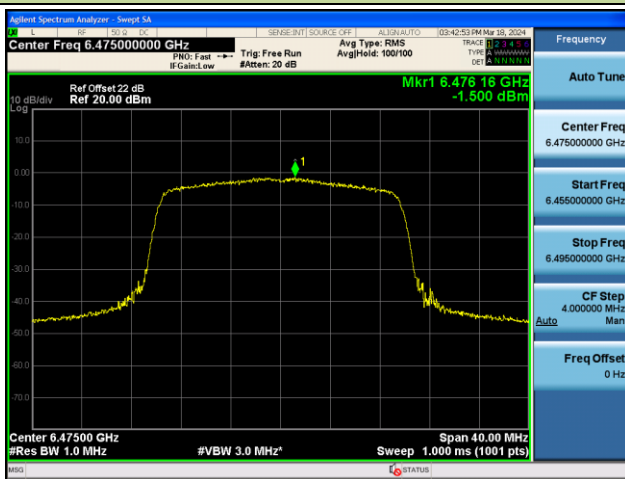 Agilent Spectrum Analyzer - Swept SA
L RF 50 Ω DC SENSE:INT SOURCE OFF ALIGN AUTO 03:42:53 PM Mar 18, 2024
Center Freq 6.475000000 GHz
PNO: Fast
IFGain:Low
Trig: Free Run
#Atten: 20 dB
Avg Type: RMS
Avg|Hold: 100/100
TRACE 1 2 3 4 5 6
TYPE A WWWWW
DET A N N N N N
Ref Offset 22 dB
Ref 20.00 dBm
10 dB/div
Log
Mkr1 6.476 16 GHz
-1.500 dBm
10.0
0.00
-10.0
-20.0
-30.0
-40.0
-50.0
-60.0
-70.0
1
Center 6.47500 GHz
#Res BW 1.0 MHz
#VBW 3.0 MHz*
Span 40.00 MHz
Sweep 1.000 ms (1001 pts)
MSG
STATUS
Frequency
Auto Tune
Center Freq
6.475000000 GHz
Start Freq
6.455000000 GHz
Stop Freq
6.495000000 GHz
CF Step
4.000000 MHz
Auto Man
Freq Offset
0 Hz